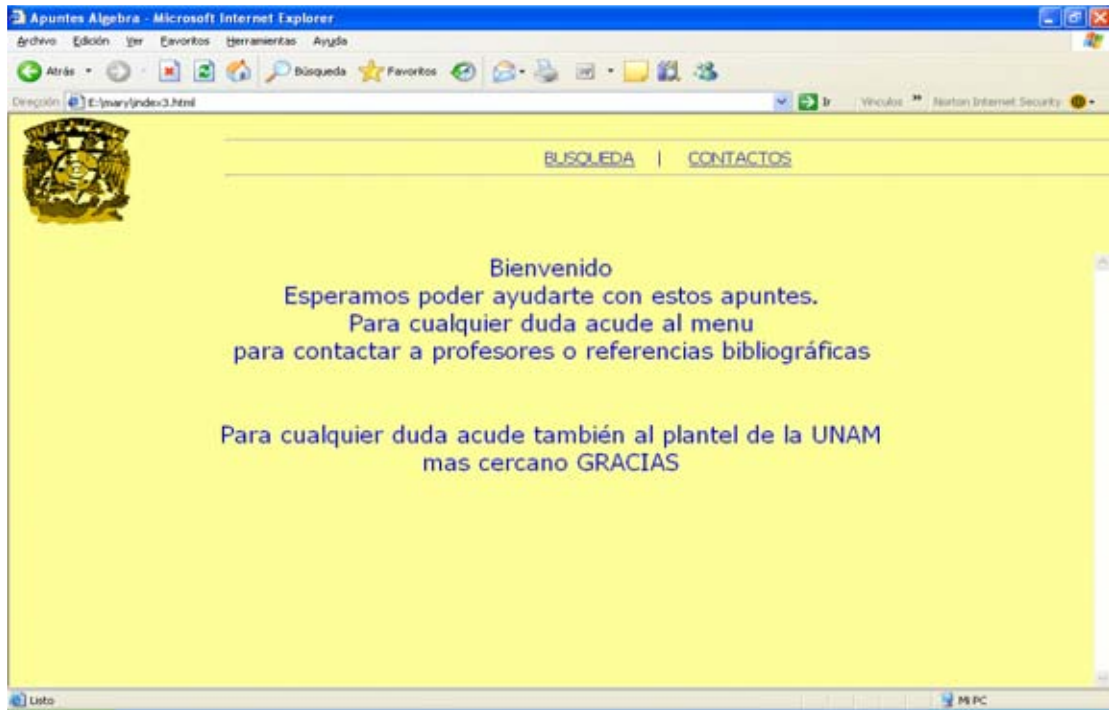 Apuntes Algebra - Microsoft Internet Explorer
Archivo Edición Ver Favoritos Herramientas Ayuda
Atrás Búsqueda Favoritos
Dirección E:\mary\index3.html Ir Vínculos » Norton Internet Security
BUSQUEDA | CONTACTOS
Bienvenido
Esperamos poder ayudarte con estos apuntes.
Para cualquier duda acude al menu
para contactar a profesores o referencias bibliográficas
Para cualquier duda acude también al plantel de la UNAM
mas cercano GRACIAS
Listo Mi PC